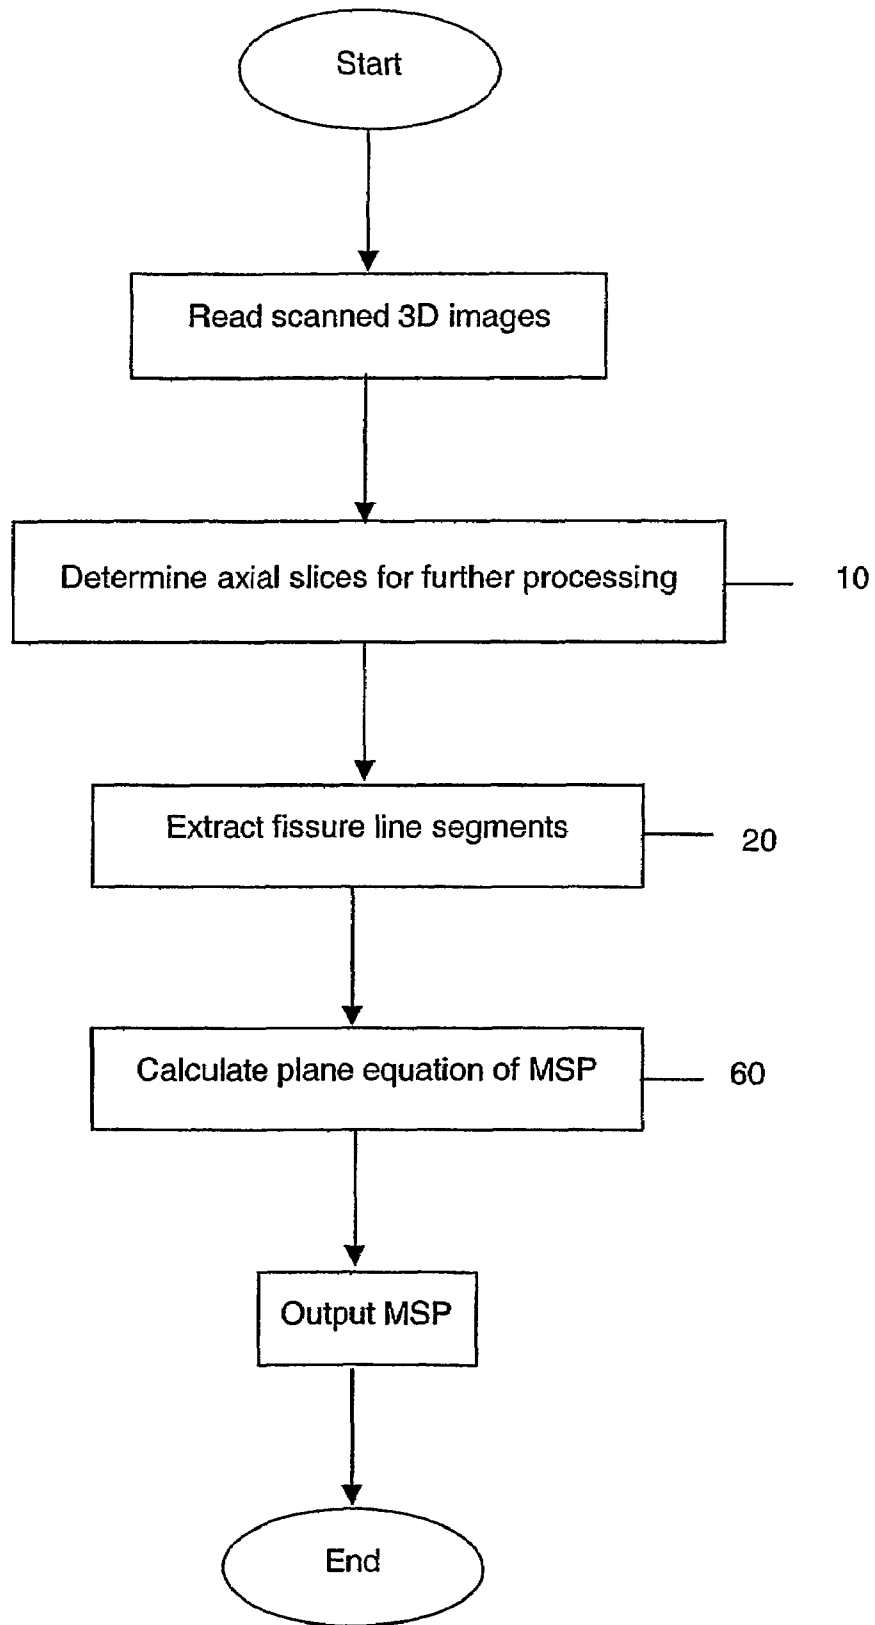 Start
Read scanned 3D images
Determine axial slices for further processing
10
Extract fissure line segments
20
Calculate plane equation of MSP
60
Output MSP
End